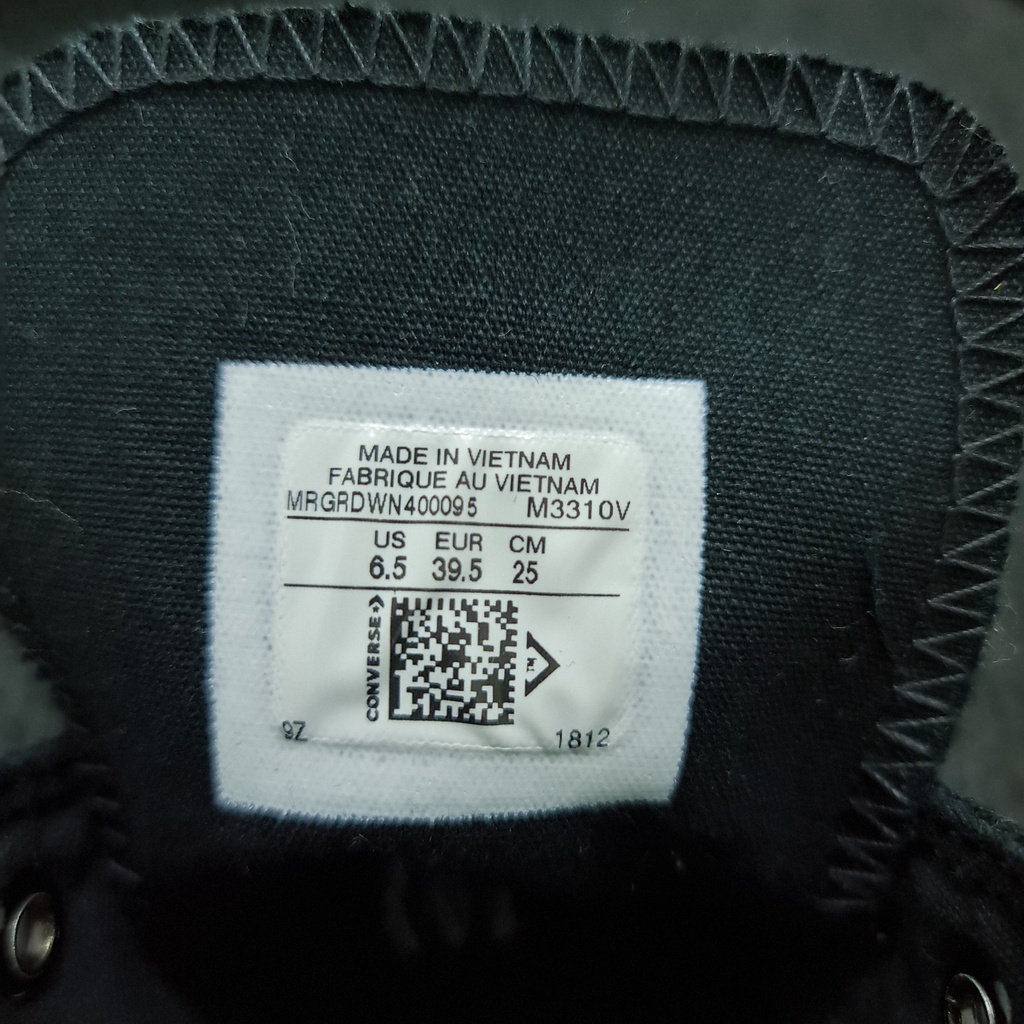 MADE IN VIETNAM
FABRIQUE AU VIETNAM
MRGRDWN400095 M3310V
US EUR CM
6.5 39.5 25
CONVERSE
TM
9Z 1812